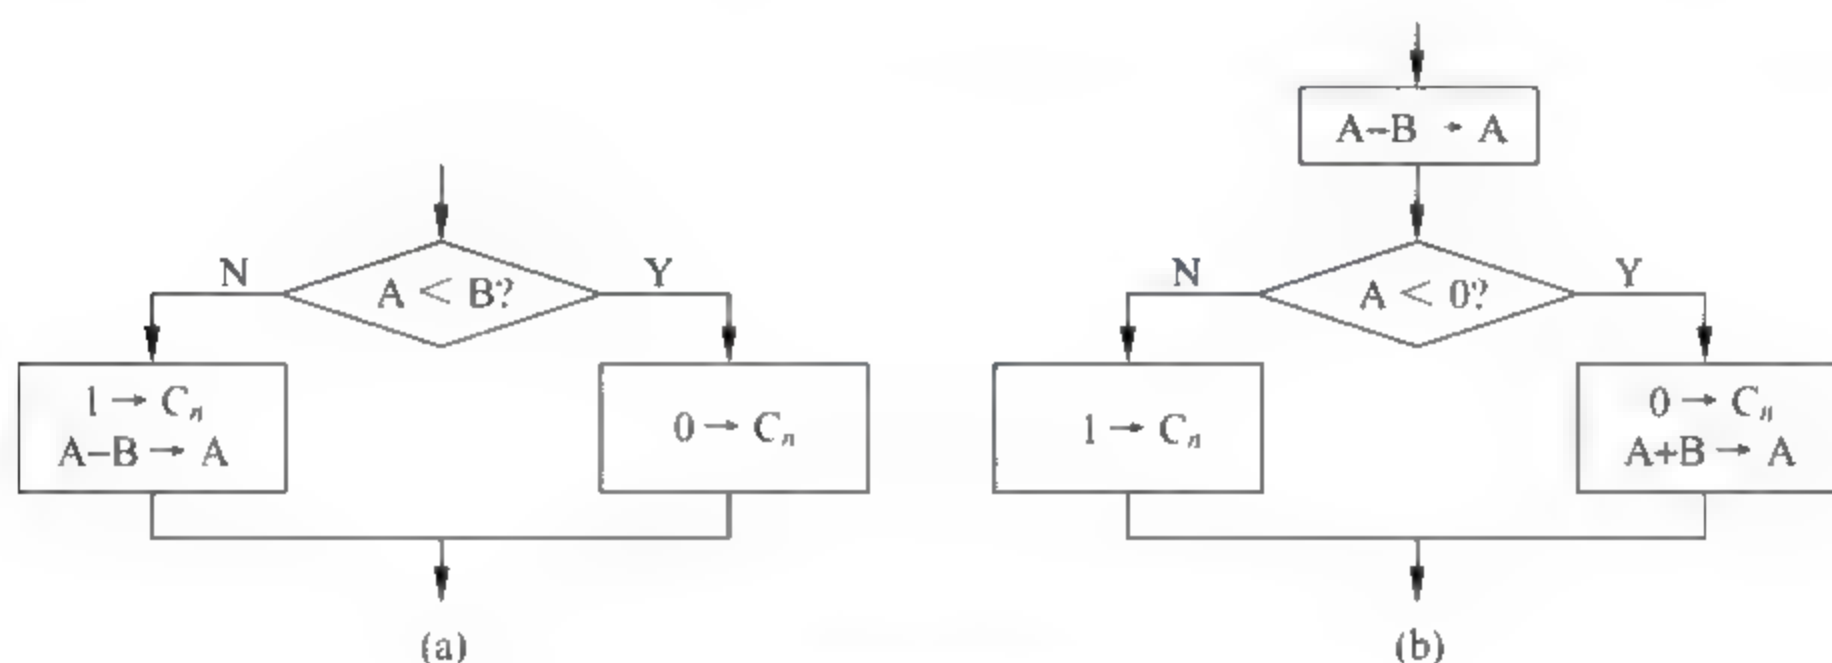 N
A < B?
Y
1 → Cₙ
A−B → A
0 → Cₙ
(a)
A−B → A
N
A < 0?
Y
1 → Cₙ
0 → Cₙ
A+B → A
(b)